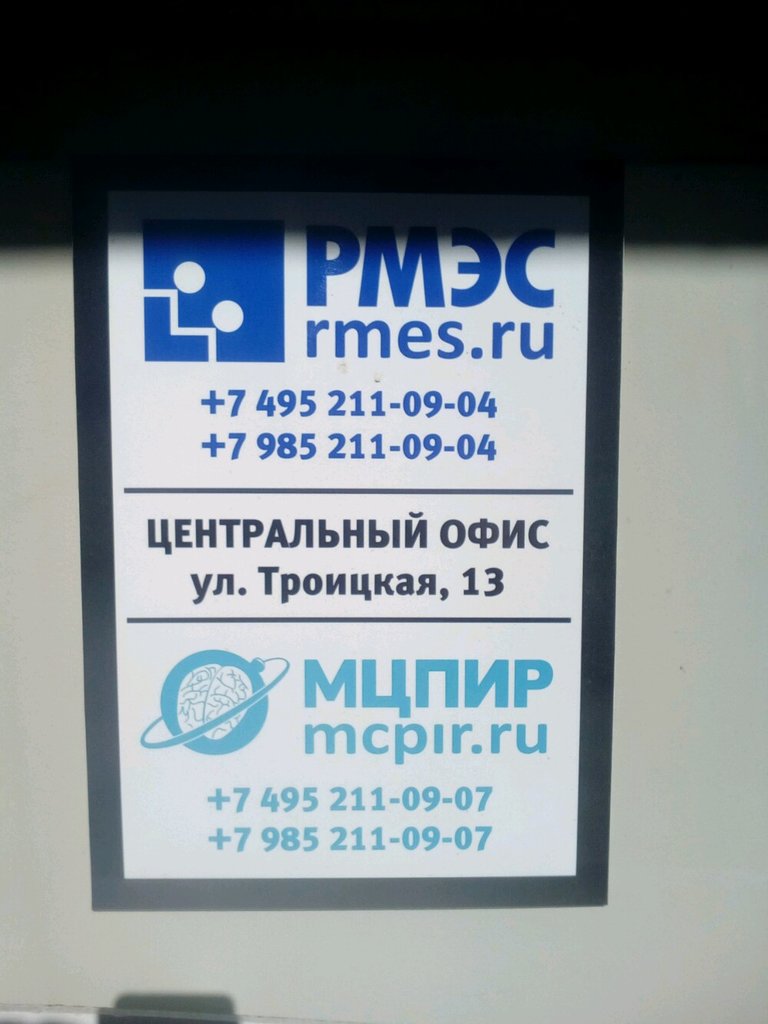 РМЭС
rmes.ru
+7 495 211-09-04
+7 985 211-09-04
ЦЕНТРАЛЬНЫЙ ОФИС
ул. Троицкая, 13
МЦПИР
mcpir.ru
+7 495 211-09-07
+7 985 211-09-07